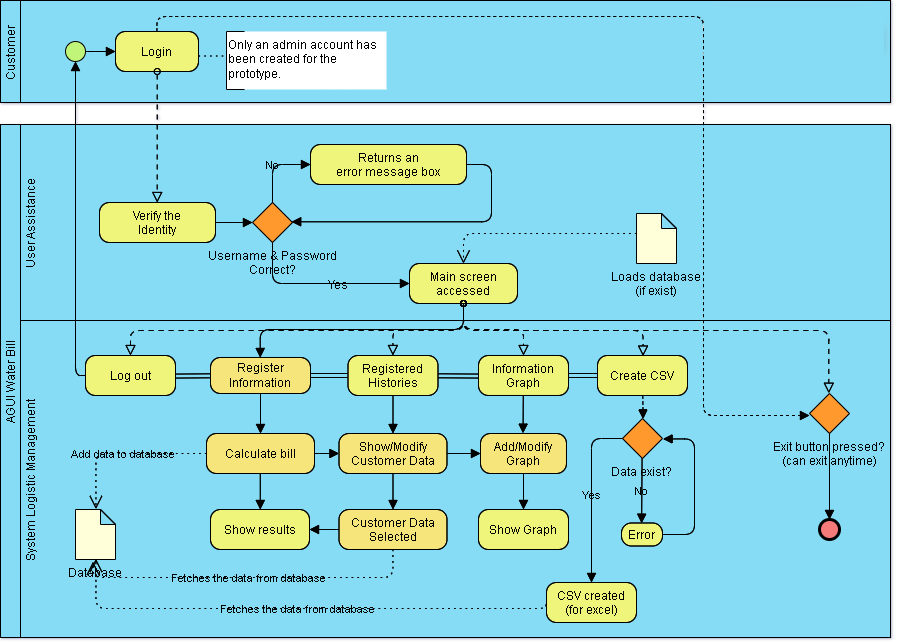 Customer
Login
Only an admin account has
been created for the
prototype.
AGUI Water Bill
User Assistance
Returns an
error message box
No
Verify the
Identity
Username & Password
Correct?
Yes
Main screen
accessed
Loads database
(if exist)
System Logistic Management
Log out
Register
Information
Registered
Histories
Information
Graph
Create CSV
Exit button pressed?
(can exit anytime)
Add data to database
Calculate bill
Show/Modify
Customer Data
Add/Modify
Graph
Data exist?
Yes
No
Show results
Customer Data
Selected
Show Graph
Error
Database
Fetches the data from database
CSV created
(for excel)
Fetches the data from database